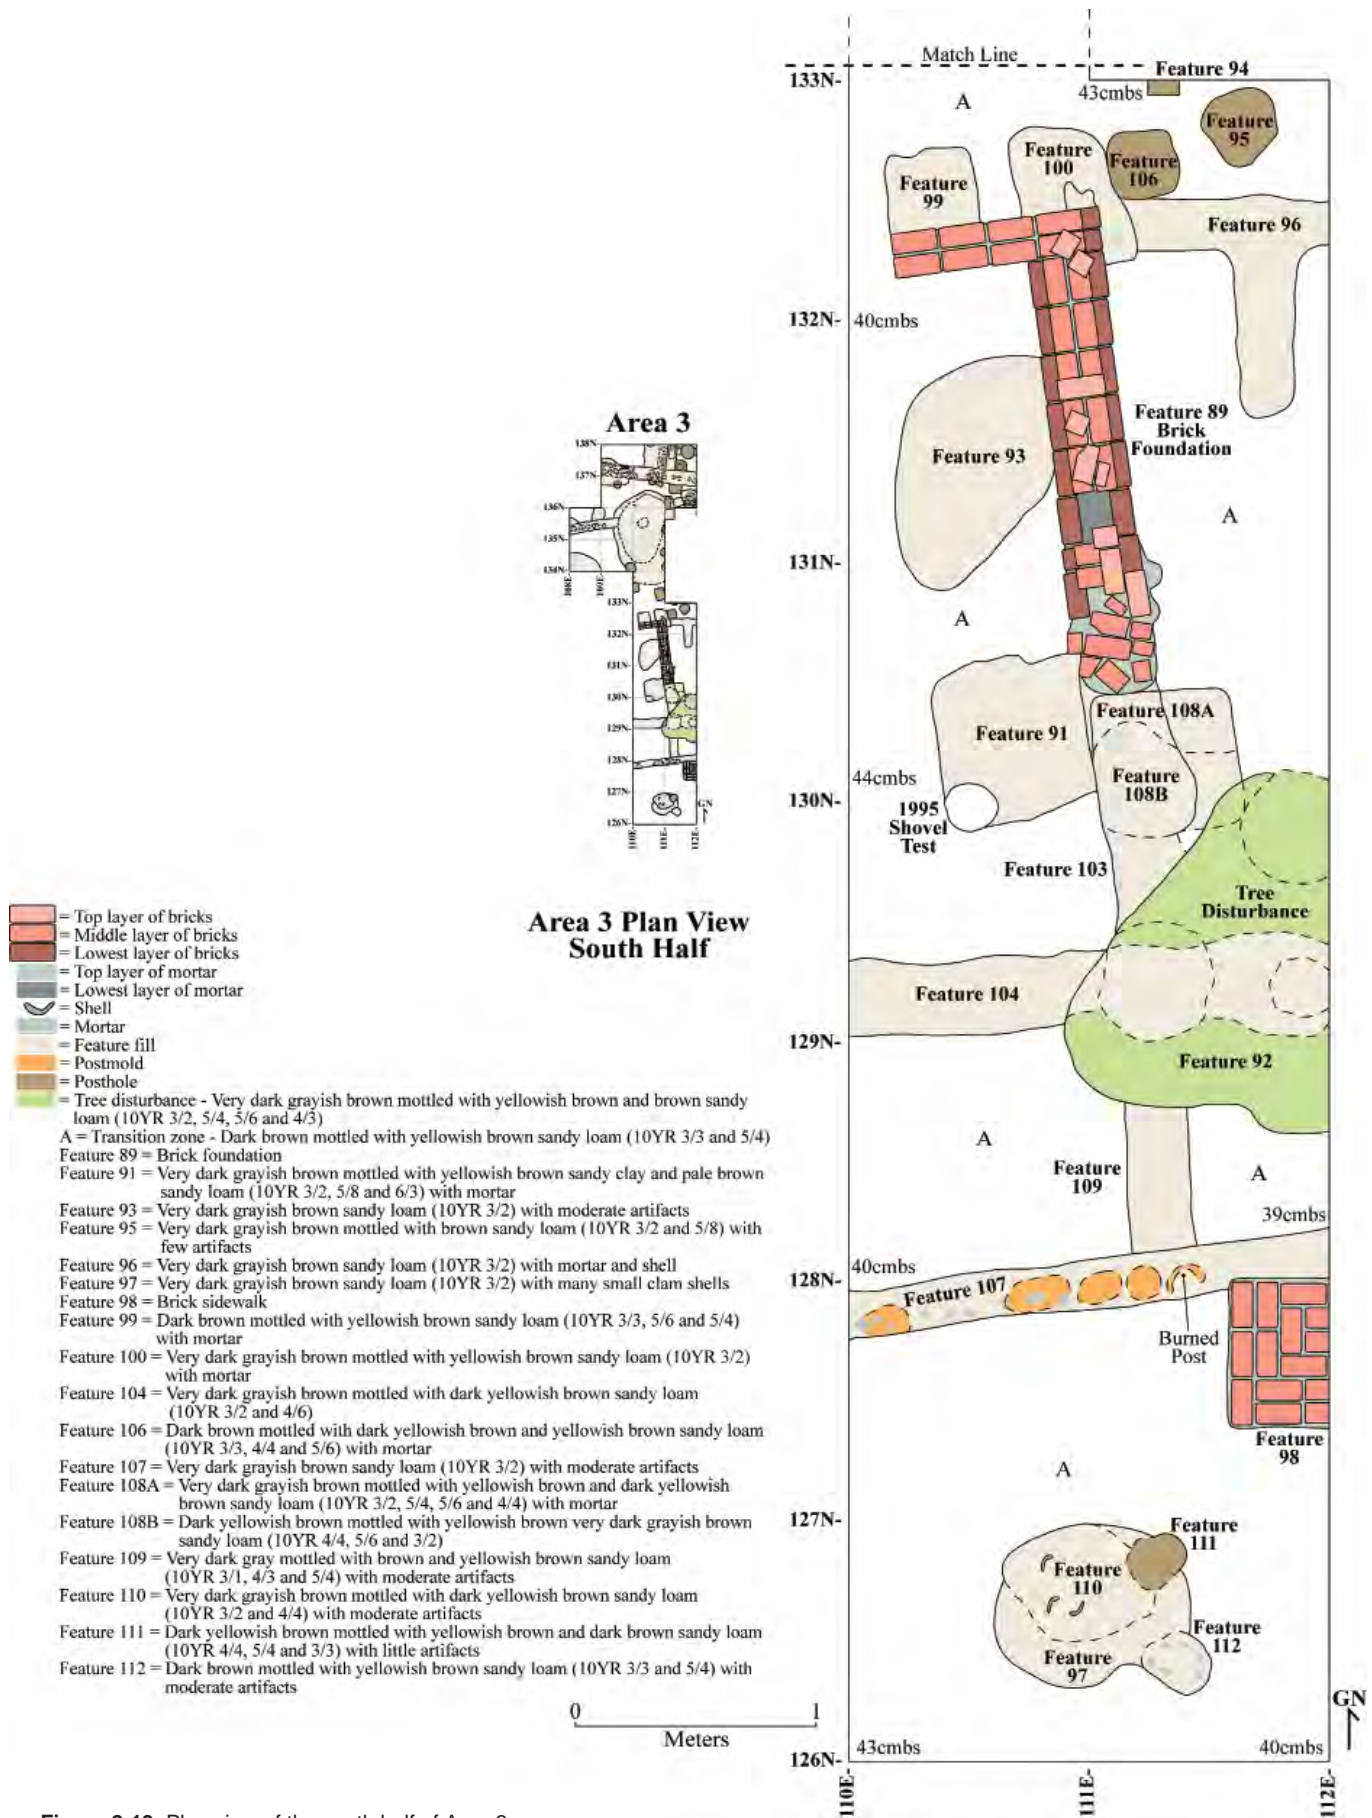 Match Line
133N-
Feature 94
43cmbs
A
Feature
95
Feature
100
Feature
106
Feature
99
Feature 96
132N-
40cmbs
Feature 89
Brick
Foundation
Feature 93
A
131N-
A
Feature 108A
Feature 91
44cmbs
Feature
108B
130N-
1995
Shovel
Test
Feature 103
Tree
Disturbance
Feature 104
129N-
Feature 92
A
Feature
109
A
39cmbs
40cmbs
128N-
Feature 107
Burned
Post
Feature
98
A
127N-
Feature
111
Feature
110
Feature
112
Feature
97
GN
126N-
43cmbs
40cmbs
110E-
111E-
112E-
Area 3
138N-
137N-
136N-
135N-
134N-
108E-
109E-
133N-
132N-
131N-
130N-
129N-
128N-
127N-
126N-
GN
110E-
111E-
112E-
Area 3 Plan View
South Half
= Top layer of bricks
= Middle layer of bricks
= Lowest layer of bricks
= Top layer of mortar
= Lowest layer of mortar
= Shell
= Mortar
= Feature fill
= Postmold
= Posthole
= Tree disturbance - Very dark grayish brown mottled with yellowish brown and brown sandy
loam (10YR 3/2, 5/4, 5/6 and 4/3)
A = Transition zone - Dark brown mottled with yellowish brown sandy loam (10YR 3/3 and 5/4)
Feature 89 = Brick foundation
Feature 91 = Very dark grayish brown mottled with yellowish brown sandy clay and pale brown
sandy loam (10YR 3/2, 5/8 and 6/3) with mortar
Feature 93 = Very dark grayish brown sandy loam (10YR 3/2) with moderate artifacts
Feature 95 = Very dark grayish brown mottled with brown sandy loam (10YR 3/2 and 5/8) with
few artifacts
Feature 96 = Very dark grayish brown sandy loam (10YR 3/2) with mortar and shell
Feature 97 = Very dark grayish brown sandy loam (10YR 3/2) with many small clam shells
Feature 98 = Brick sidewalk
Feature 99 = Dark brown mottled with yellowish brown sandy loam (10YR 3/3, 5/6 and 5/4)
with mortar
Feature 100 = Very dark grayish brown mottled with yellowish brown sandy loam (10YR 3/2)
with mortar
Feature 104 = Very dark grayish brown mottled with dark yellowish brown sandy loam
(10YR 3/2 and 4/6)
Feature 106 = Dark brown mottled with dark yellowish brown and yellowish brown sandy loam
(10YR 3/3, 4/4 and 5/6) with mortar
Feature 107 = Very dark grayish brown sandy loam (10YR 3/2) with moderate artifacts
Feature 108A = Very dark grayish brown mottled with yellowish brown and dark yellowish
brown sandy loam (10YR 3/2, 5/4, 5/6 and 4/4) with mortar
Feature 108B = Dark yellowish brown mottled with yellowish brown very dark grayish brown
sandy loam (10YR 4/4, 5/6 and 3/2)
Feature 109 = Very dark gray mottled with brown and yellowish brown sandy loam
(10YR 3/1, 4/3 and 5/4) with moderate artifacts
Feature 110 = Very dark grayish brown mottled with dark yellowish brown sandy loam
(10YR 3/2 and 4/4) with moderate artifacts
Feature 111 = Dark yellowish brown mottled with yellowish brown and dark brown sandy loam
(10YR 4/4, 5/4 and 3/3) with little artifacts
Feature 112 = Dark brown mottled with yellowish brown sandy loam (10YR 3/3 and 5/4) with
moderate artifacts
0 1
Meters